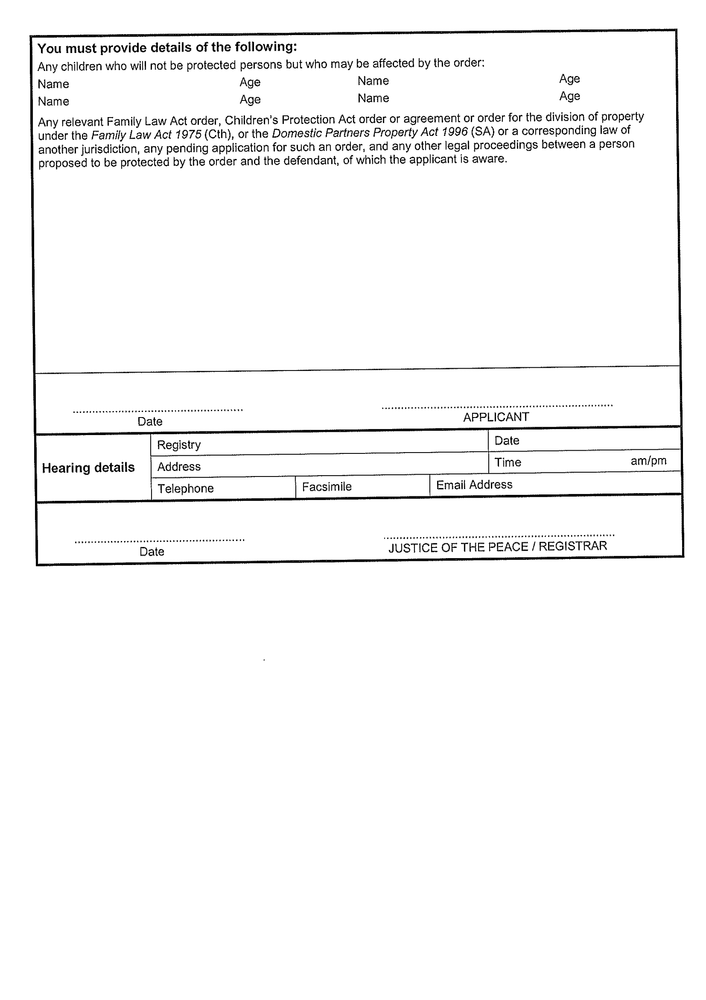 You must provide details of the following:
Any children who will not be protected persons but who may be affected by the order:
Name Age Name Age
Name Age Name Age
Any relevant Family Law Act order, Children's Protection Act order or agreement or order for the division of property
under the Family Law Act 1975 (Cth), or the Domestic Partners Property Act 1996 (SA) or a corresponding law of
another jurisdiction, any pending application for such an order, and any other legal proceedings between a person
proposed to be protected by the order and the defendant, of which the applicant is aware.
Date APPLICANT
Hearing details
Registry Date
Address Time am/pm
Telephone Facsimile Email Address
Date JUSTICE OF THE PEACE / REGISTRAR